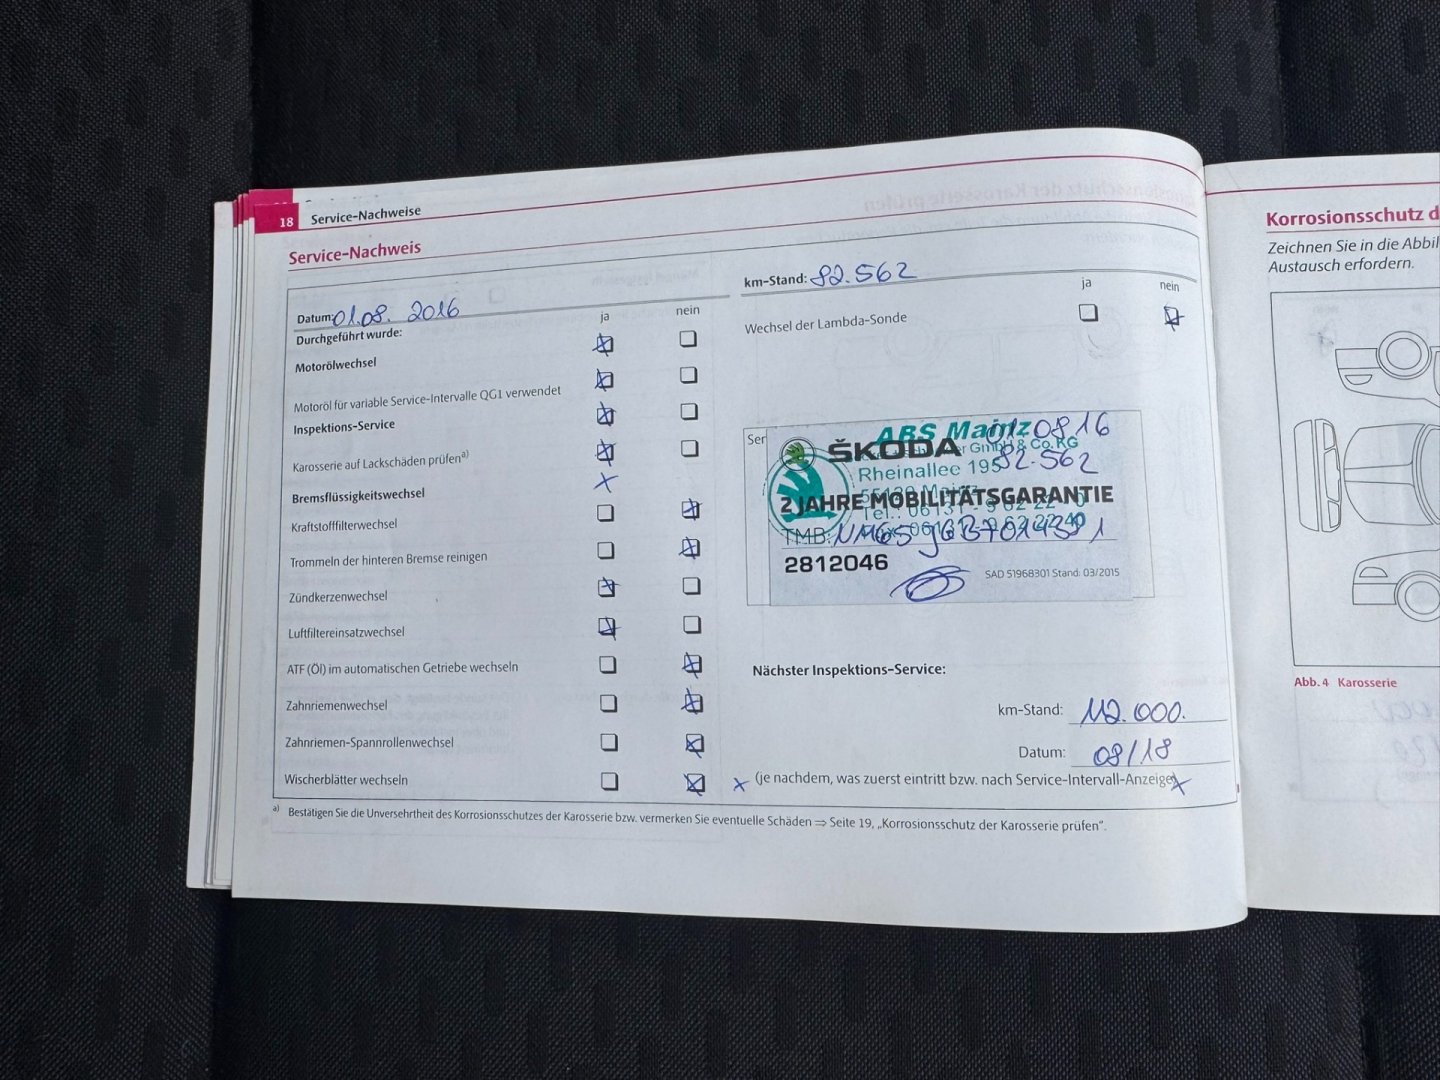 18 Service-Nachweise
Service-Nachweis
Datum: 01.08. 2016
ja nein
Durchgeführt wurde:
Motorölwechsel
Motoröl für variable Service-Intervalle QG1 verwendet
Inspektions-Service
Karosserie auf Lackschäden prüfen a)
Bremsflüssigkeitswechsel
Kraftstofffilterwechsel
Trommeln der hinteren Bremse reinigen
Zündkerzenwechsel
Luftfiltereinsatzwechsel
ATF (Öl) im automatischen Getriebe wechseln
Zahnriemenwechsel
Zahnriemen-Spannrollenwechsel
Wischerblätter wechseln
km-Stand: 82.562
ja nein
Wechsel der Lambda-Sonde
Ser
ABS Mainz
01 08 16
ŠKODA
GmbH & Co. KG
Rheinallee 195
82.562
2 JAHRE MOBILITÄTSGARANTIE
TMB:
2812046
SAD 51968301 Stand: 03/2015
Nächster Inspektions-Service:
km-Stand: 112.000.
Datum: 08/18
x (je nachdem, was zuerst eintritt bzw. nach Service-Intervall-Anzeige) x
a) Bestätigen Sie die Unversehrtheit des Korrosionsschutzes der Karosserie bzw. vermerken Sie eventuelle Schäden ⇒ Seite 19, „Korrosionsschutz der Karosserie prüfen".
Korrosionsschutz d
Zeichnen Sie in die Abbil
Austausch erfordern.
Abb. 4 Karosserie